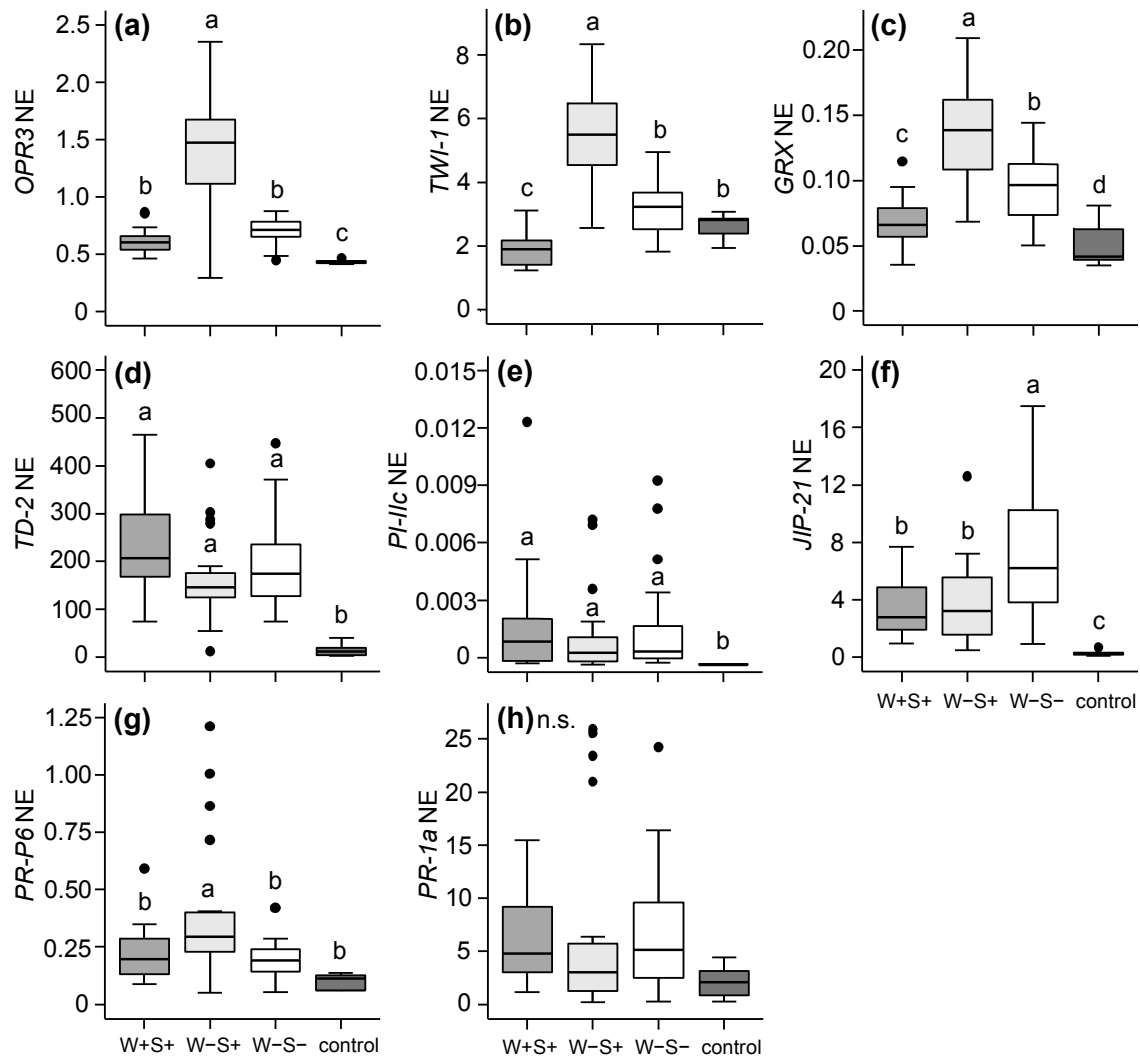 (a)
OPR3 NE
2.5
2.0
1.5
1.0
0.5
0
b
a
b
c
(b)
TWI-1 NE
8
6
4
2
0
c
a
b
b
(c)
GRX NE
0.20
0.15
0.10
0.05
0
c
a
b
d
(d)
TD-2 NE
600
500
400
300
200
100
0
a
a
a
b
(e)
PI-IIc NE
0.015
0.012
0.009
0.006
0.003
0
a
a
a
b
(f)
JIP-21 NE
20
16
12
8
4
0
b
b
a
c
W+S+ W−S+ W−S− control
(g)
PR-P6 NE
1.25
1.00
0.75
0.50
0.25
0
b
a
b
b
W+S+ W−S+ W−S− control
(h) n.s.
PR-1a NE
25
20
15
10
5
0
W+S+ W−S+ W−S− control